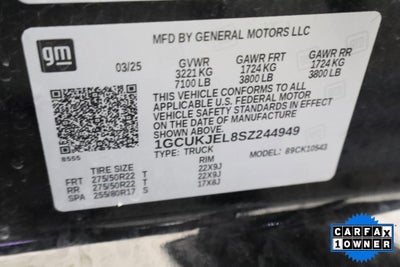 gm
MFD BY GENERAL MOTORS LLC
03/25 GVWR GAWR FRT GAWR RR
3221 KG 1724 KG 1724 KG
7100 LB 3800 LB 3800 LB
THIS VEHICLE CONFORMS TO ALL
APPLICABLE U.S. FEDERAL MOTOR
VEHICLE SAFETY STANDARDS IN EFFECT
ON THE DATE OF MANUFACTURE
SHOWN ABOVE.
1GCUKJEL8SZ244949
8555 TYPE: TRUCK MODEL: 89CK10543
TIRE SIZE RIM
FRT 275/50R22 T 22X9J
RR 275/50R22 T 22X9J
SPA 255/80R17 S 17X8J
CARFAX
1 OWNER